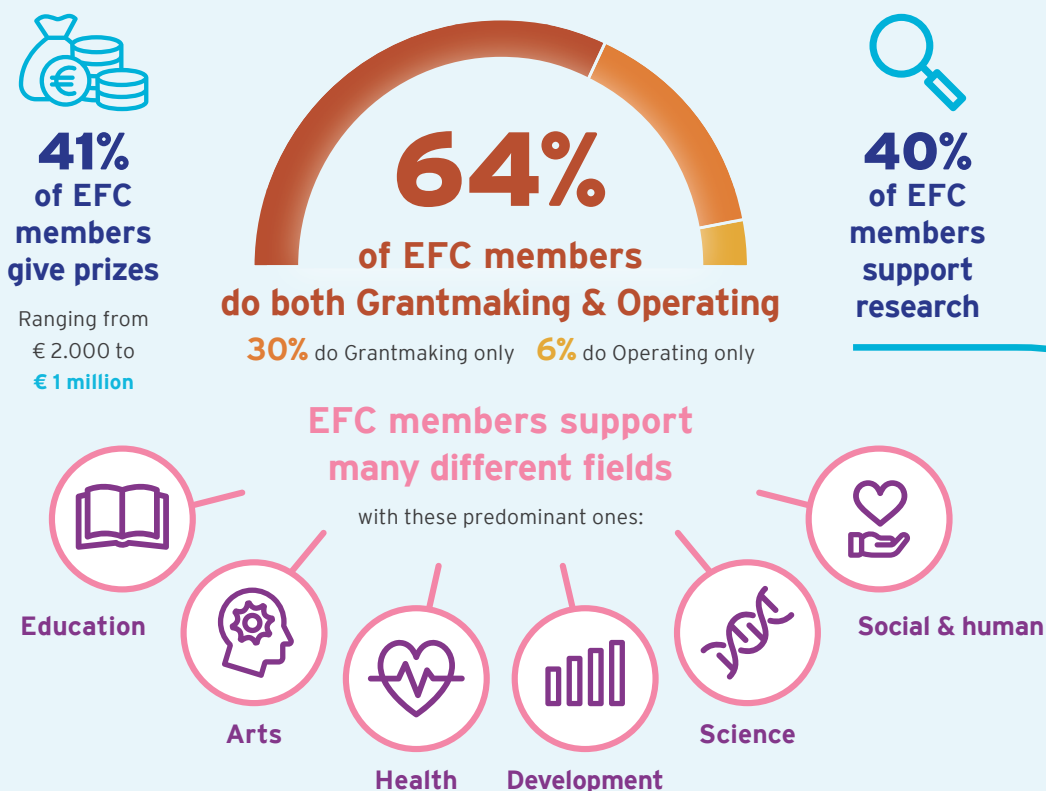 41%
of EFC
members
give prizes
Ranging from
€ 2.000 to
€ 1 million
64%
of EFC members
do both Grantmaking & Operating
30% do Grantmaking only 6% do Operating only
40%
of EFC
members
support
research
EFC members support
many different fields
with these predominant ones:
Education
Arts
Health
Development
Science
Social & human